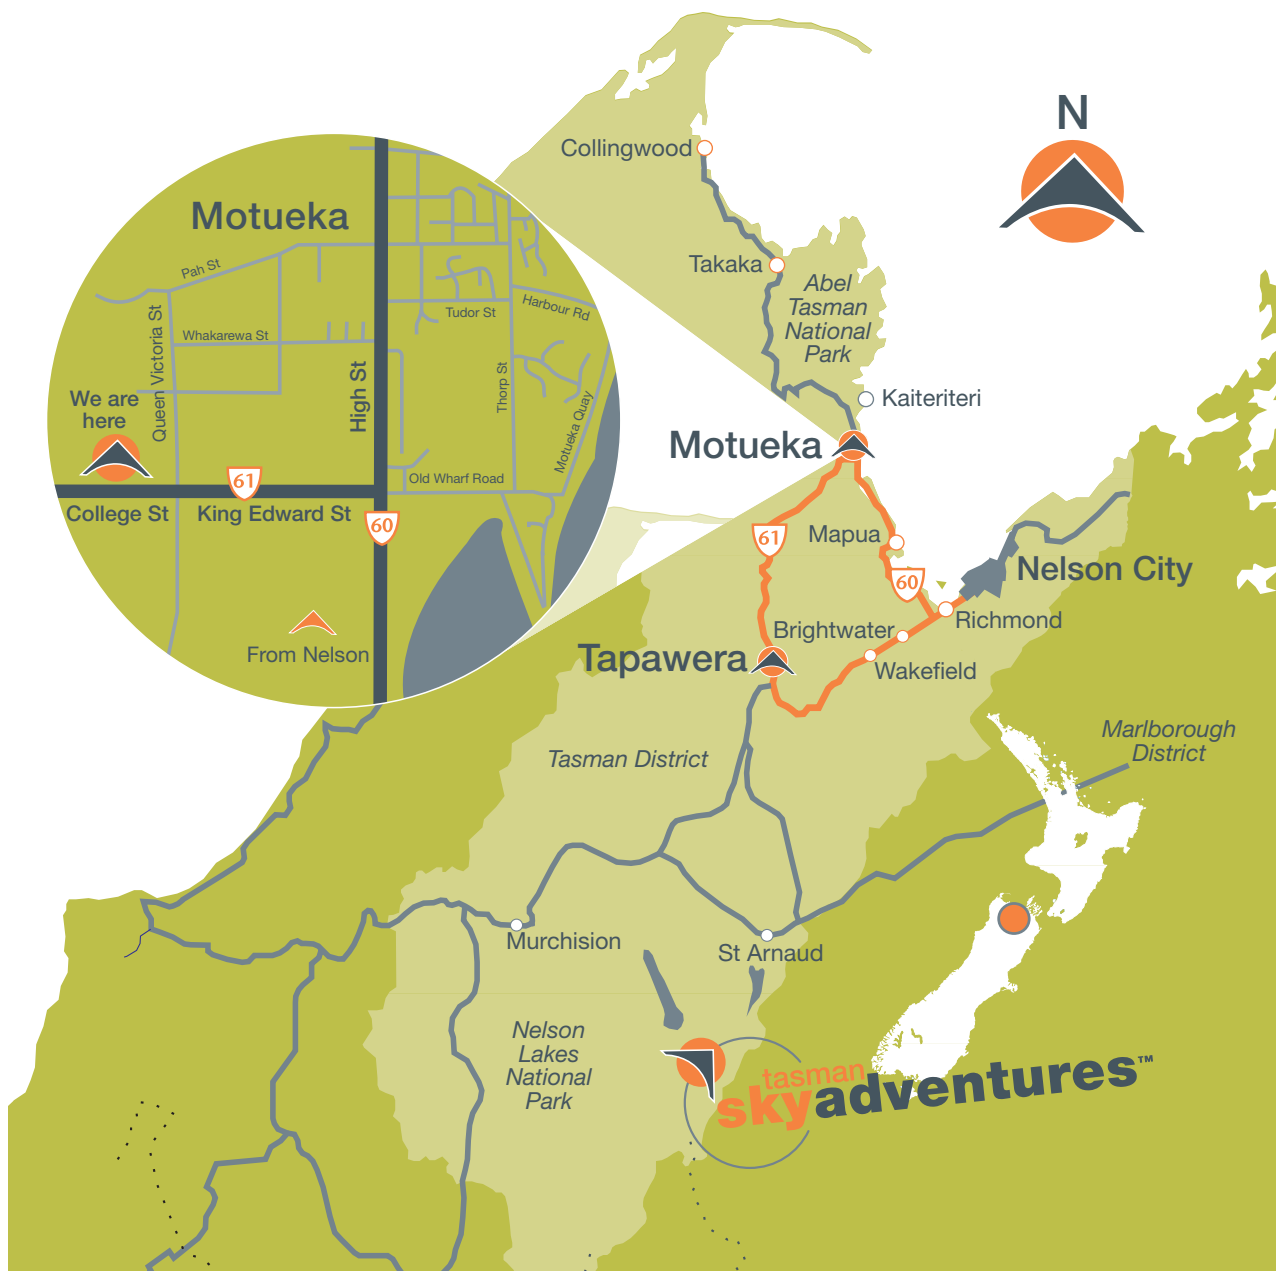 N
Collingwood
Takaka
Abel
Tasman
National
Park
Kaiteriteri
Motueka
61
Mapua
60
Nelson City
Richmond
Brightwater
Wakefield
Tapawera
Tasman District
Marlborough
District
Murchision
St Arnaud
Nelson
Lakes
National
Park
tasman
skyadventures™
Motueka
Pah St
Queen Victoria St
Whakarewa St
High St
Tudor St
Harbour Rd
Thorp St
Motueka Quay
We are
here
Old Wharf Road
61
College St
King Edward St
60
From Nelson